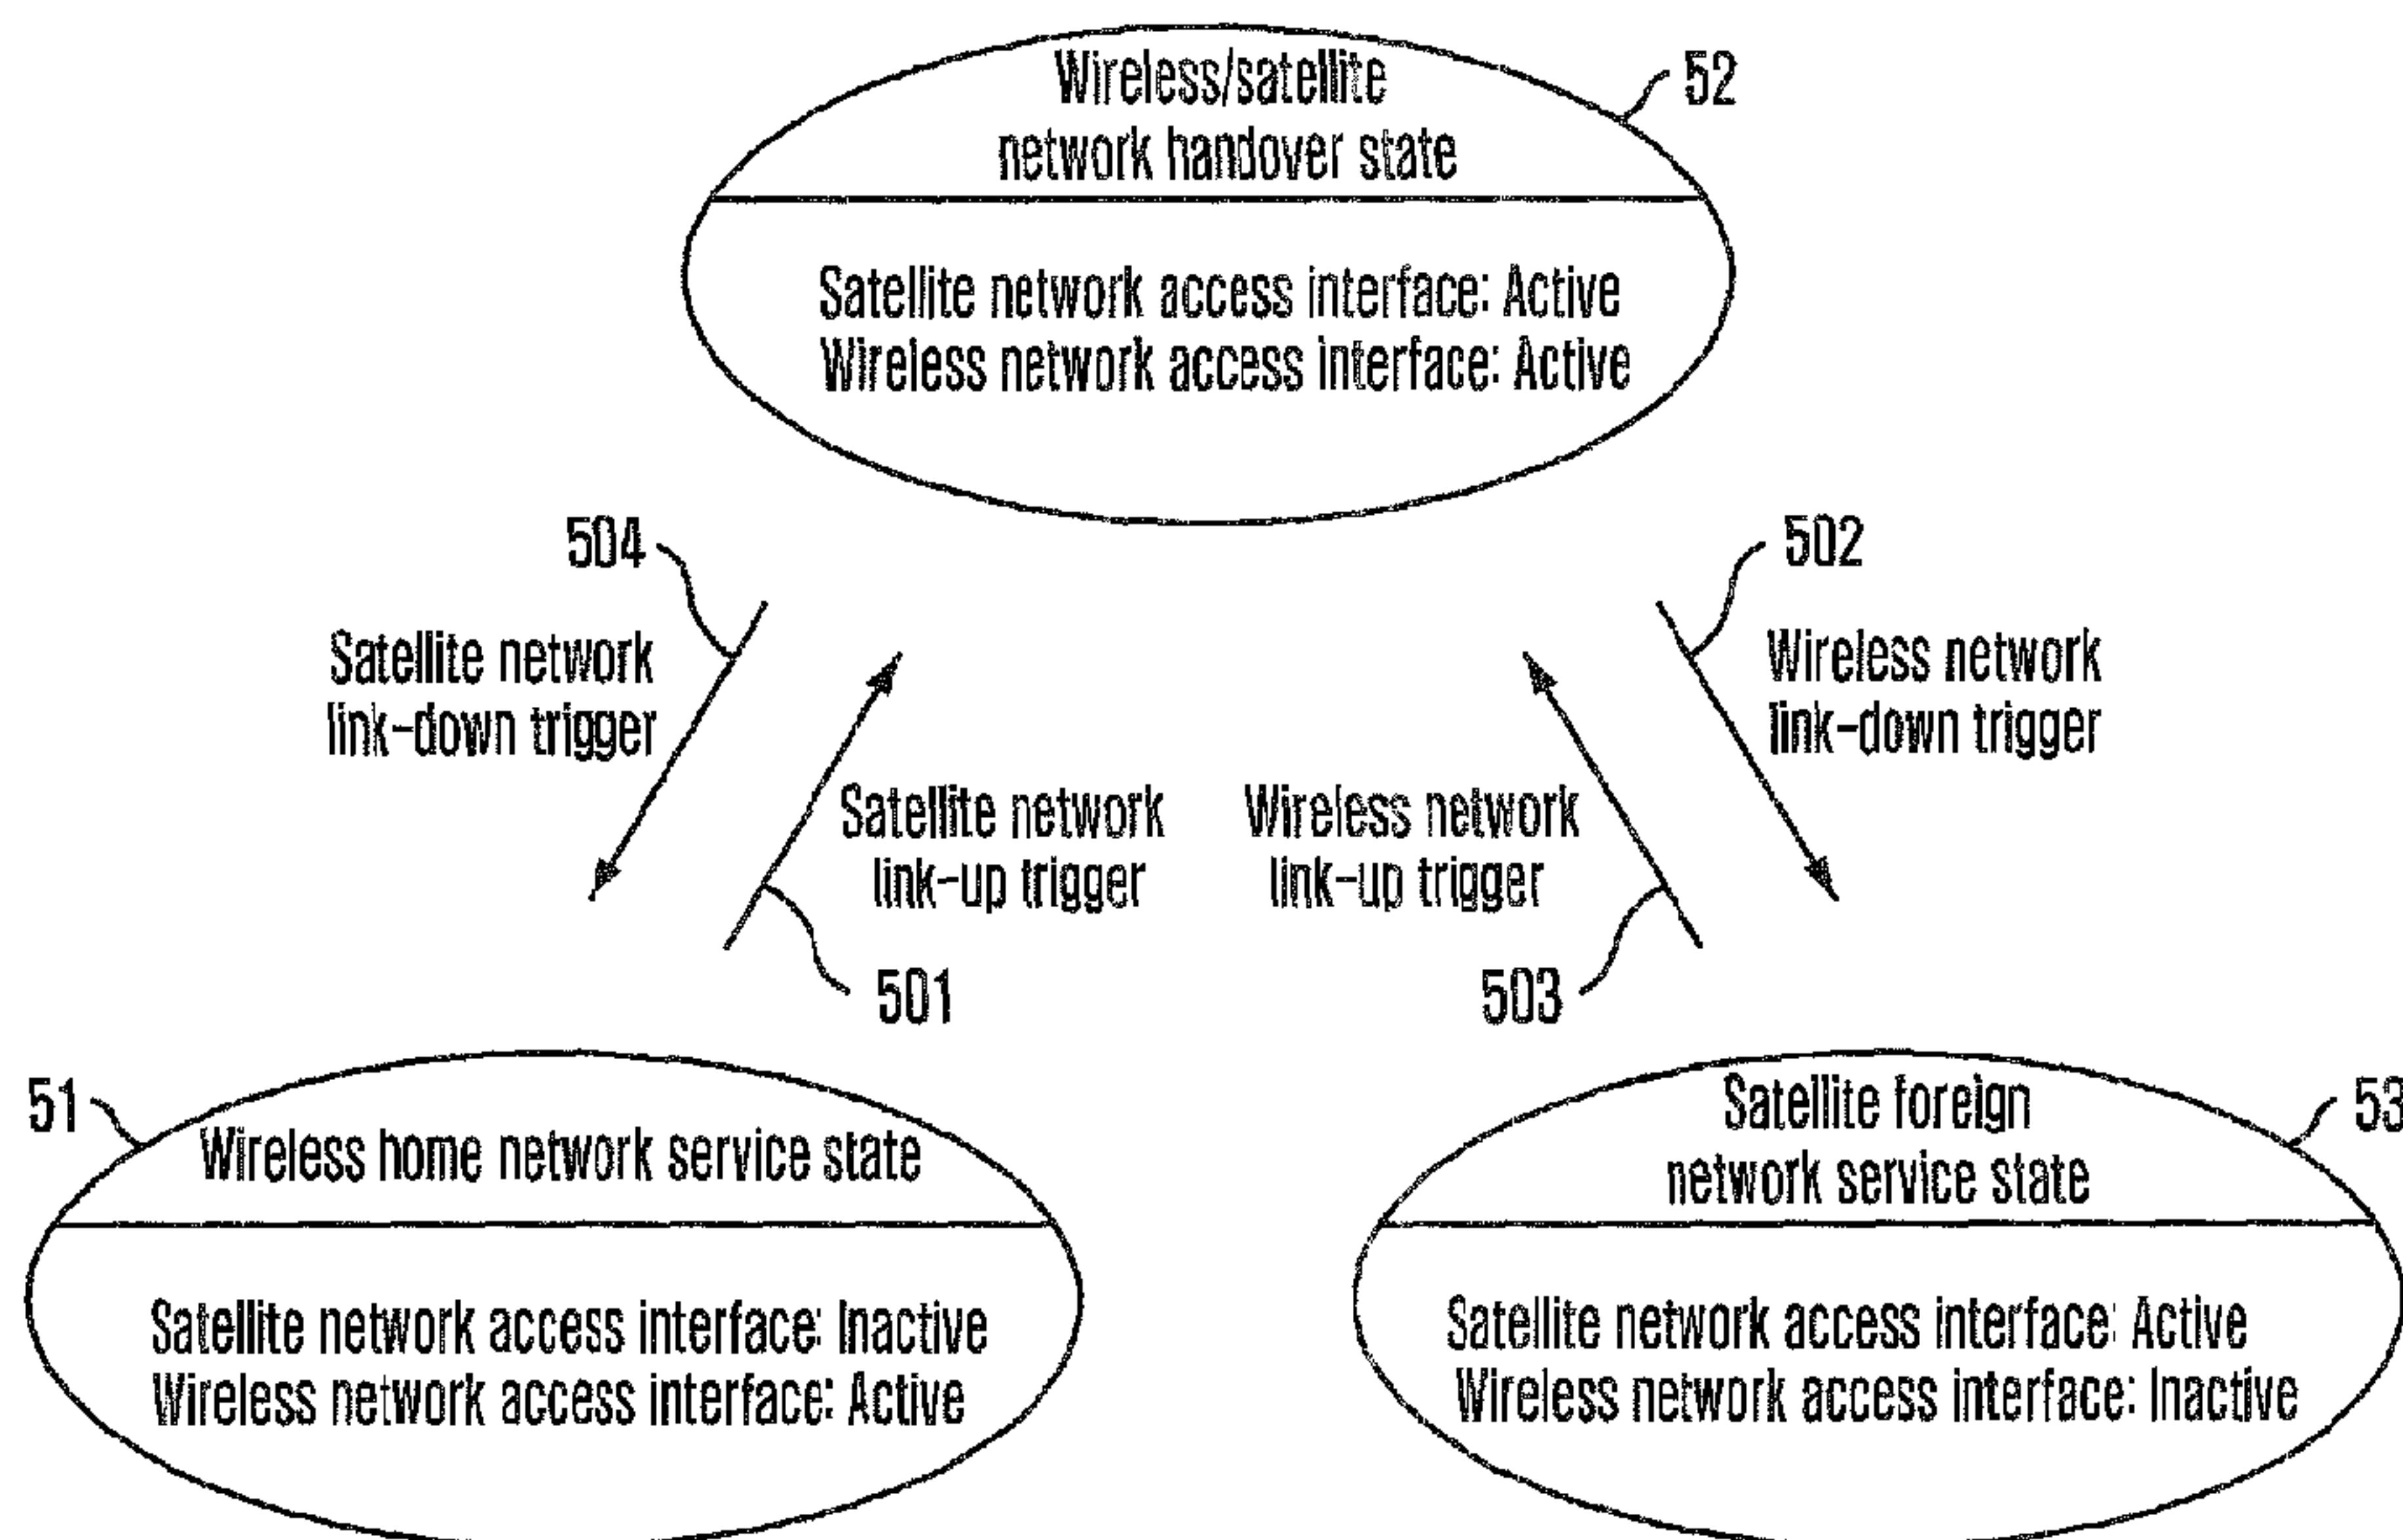 Wireless/satellite
network handover state
52
Satellite network access interface: Active
Wireless network access interface: Active
504
502
Satellite network
link-down trigger
Wireless network
link-down trigger
Satellite network
link-up trigger
Wireless network
link-up trigger
501
503
51
Wireless home network service state
Satellite foreign
network service state
53
Satellite network access interface: Inactive
Wireless network access interface: Active
Satellite network access interface: Active
Wireless network access interface: Inactive